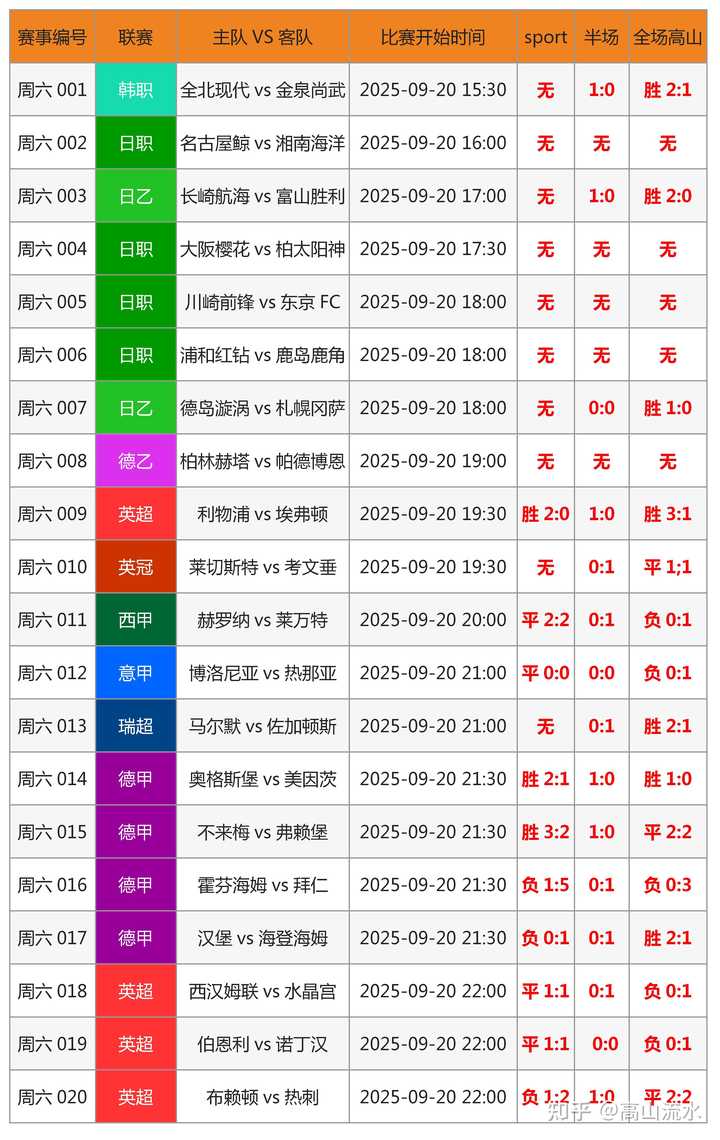 赛事编号 联赛 主队 VS 客队 比赛开始时间 sport 半场 全场高山
周六 001 韩职 全北现代 vs 金泉尚武 2025-09-20 15:30 无 1:0 胜 2:1
周六 002 日职 名古屋鲸 vs 湘南海洋 2025-09-20 16:00 无 无 无
周六 003 日乙 长崎航海 vs 富山胜利 2025-09-20 17:00 无 1:0 胜 2:0
周六 004 日职 大阪樱花 vs 柏太阳神 2025-09-20 17:30 无 无 无
周六 005 日职 川崎前锋 vs 东京 FC 2025-09-20 18:00 无 无 无
周六 006 日职 浦和红钻 vs 鹿岛鹿角 2025-09-20 18:00 无 无 无
周六 007 日乙 德岛漩涡 vs 札幌冈萨 2025-09-20 18:00 无 0:0 胜 1:0
周六 008 德乙 柏林赫塔 vs 帕德博恩 2025-09-20 19:00 无 无 无
周六 009 英超 利物浦 vs 埃弗顿 2025-09-20 19:30 胜 2:0 1:0 胜 3:1
周六 010 英冠 莱切斯特 vs 考文垂 2025-09-20 19:30 无 0:1 平 1;1
周六 011 西甲 赫罗纳 vs 莱万特 2025-09-20 20:00 平 2:2 0:1 负 0:1
周六 012 意甲 博洛尼亚 vs 热那亚 2025-09-20 21:00 平 0:0 0:0 负 0:1
周六 013 瑞超 马尔默 vs 佐加顿斯 2025-09-20 21:00 无 0:1 胜 2:1
周六 014 德甲 奥格斯堡 vs 美因茨 2025-09-20 21:30 胜 2:1 1:0 胜 1:0
周六 015 德甲 不来梅 vs 弗赖堡 2025-09-20 21:30 胜 3:2 1:0 平 2:2
周六 016 德甲 霍芬海姆 vs 拜仁 2025-09-20 21:30 负 1:5 0:1 负 0:3
周六 017 德甲 汉堡 vs 海登海姆 2025-09-20 21:30 负 0:1 0:1 胜 2:1
周六 018 英超 西汉姆联 vs 水晶宫 2025-09-20 22:00 平 1:1 0:1 负 0:1
周六 019 英超 伯恩利 vs 诺丁汉 2025-09-20 22:00 平 1:1 0:0 负 0:1
周六 020 英超 布赖顿 vs 热刺 2025-09-20 22:00 负 1:2 1:0 平 2:2
知乎 @高山流水